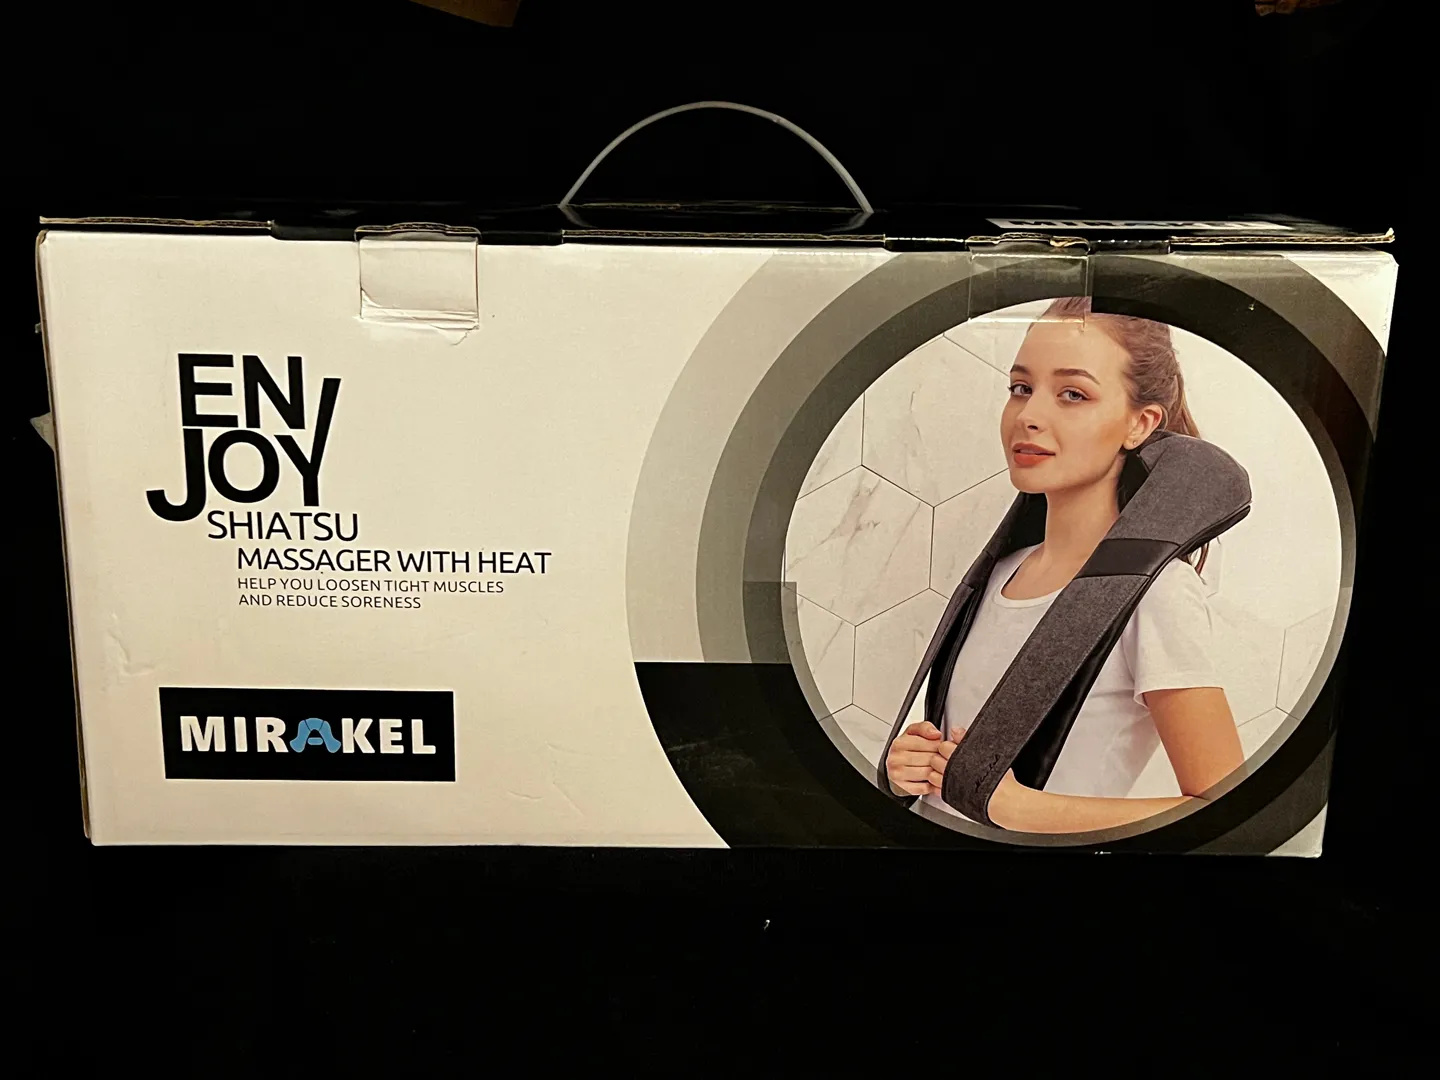 MIRAKEL
EN
JOY
SHIATSU
MASSAGER WITH HEAT
HELP YOU LOOSEN TIGHT MUSCLES
AND REDUCE SORENESS
MIRAKEL